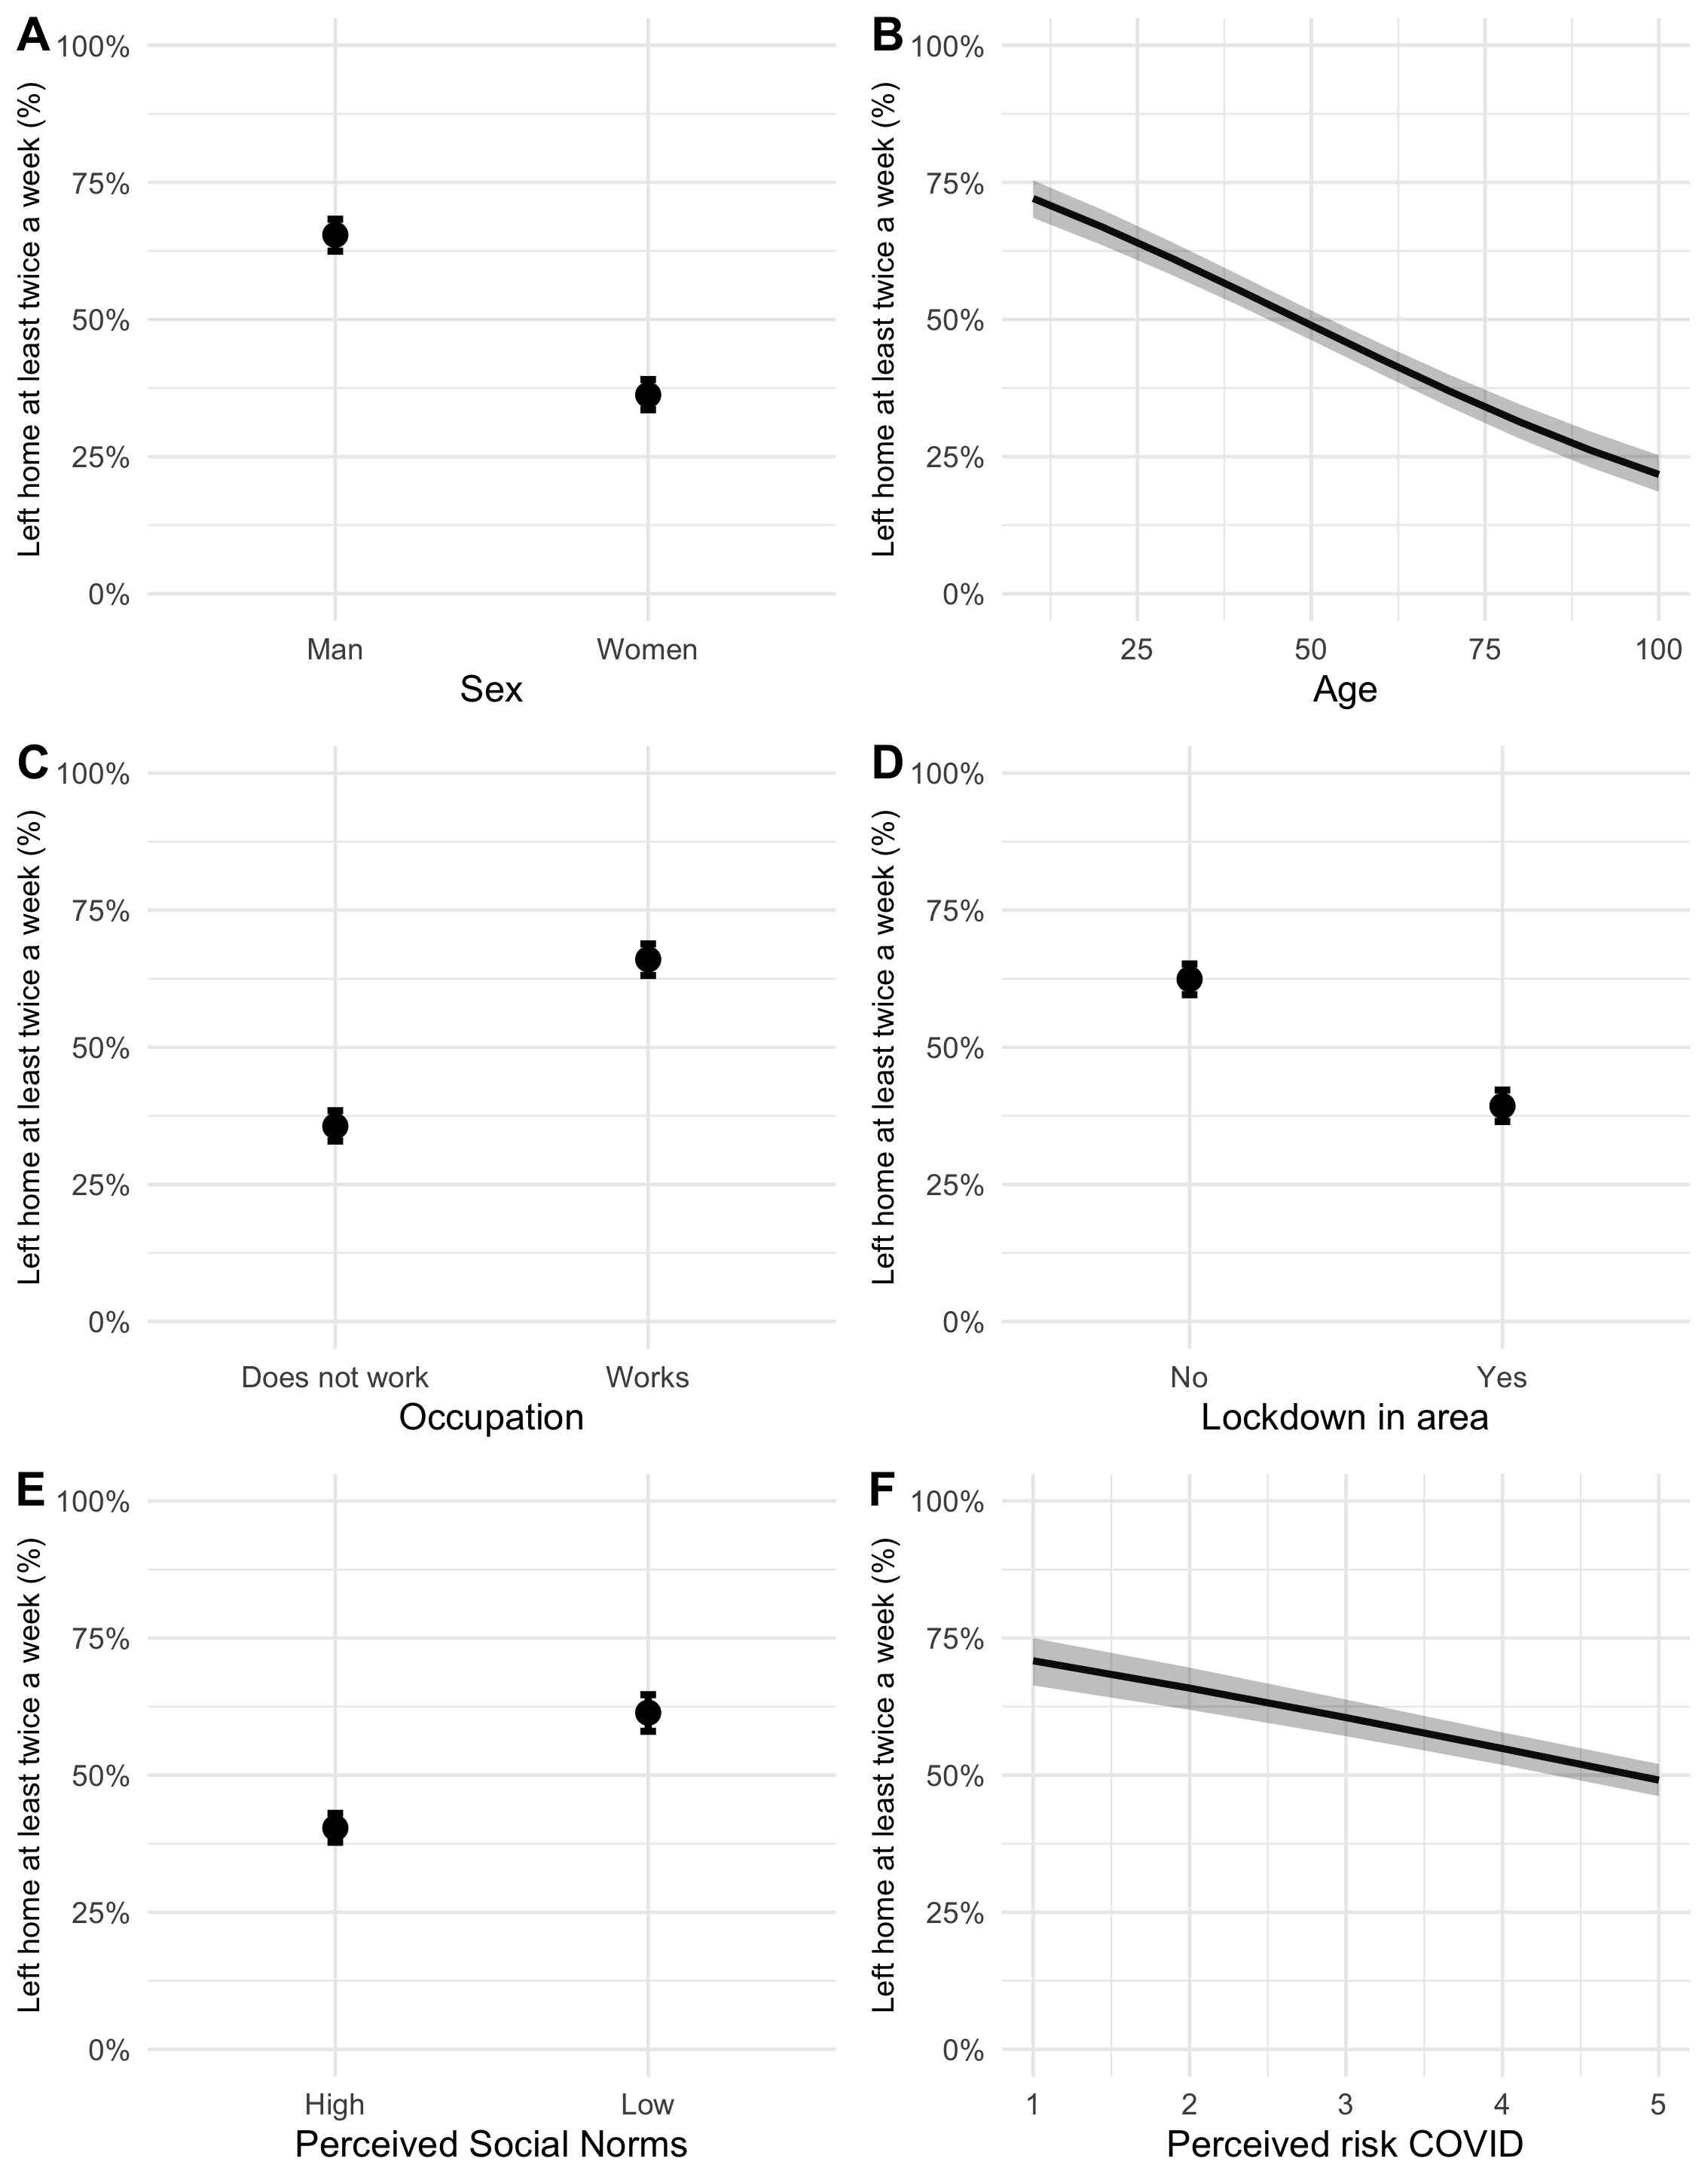 A
100%
75%
50%
25%
0%
Left home at least twice a week (%)
Man Women
Sex
B
100%
75%
50%
25%
0%
Left home at least twice a week (%)
25 50 75 100
Age
C
100%
75%
50%
25%
0%
Left home at least twice a week (%)
Does not work Works
Occupation
D
100%
75%
50%
25%
0%
Left home at least twice a week (%)
No Yes
Lockdown in area
E
100%
75%
50%
25%
0%
Left home at least twice a week (%)
High Low
Perceived Social Norms
F
100%
75%
50%
25%
0%
Left home at least twice a week (%)
1 2 3 4 5
Perceived risk COVID